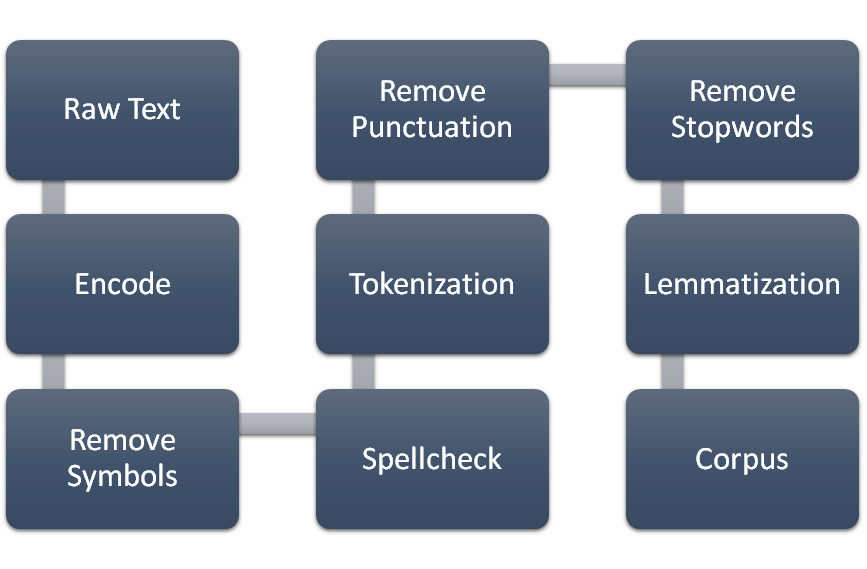 Raw Text
Encode
Remove
Symbols
Spellcheck
Tokenization
Remove
Punctuation
Remove
Stopwords
Lemmatization
Corpus